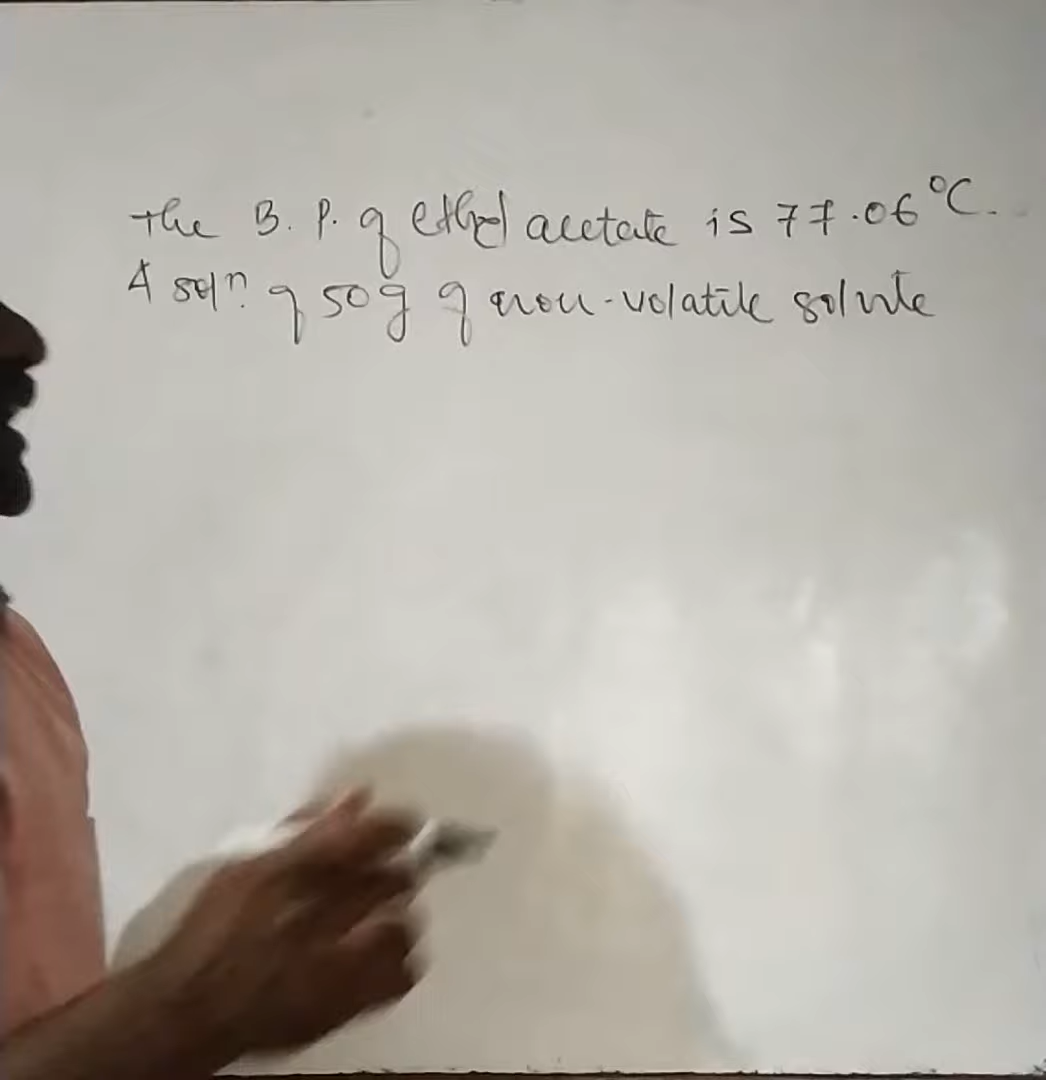 The B. P. of ethyl acetate is 77.06°C.
A solⁿ. of 50g of non-volatile solute